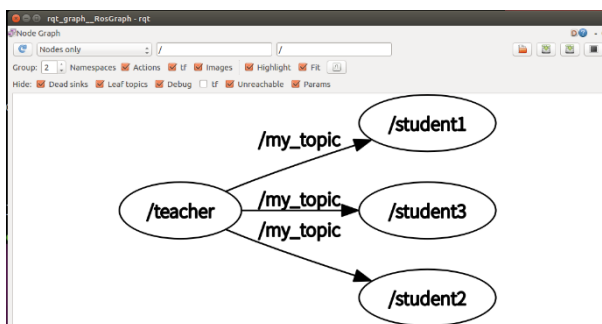 rqt_graph__RosGraph - rqt
Node Graph
Nodes only / /
Group: 2 Namespaces Actions tf Images Highlight Fit
Hide: Dead sinks Leaf topics Debug tf Unreachable Params
/student1
/my_topic
/teacher
/my_topic
/student3
/my_topic
/student2